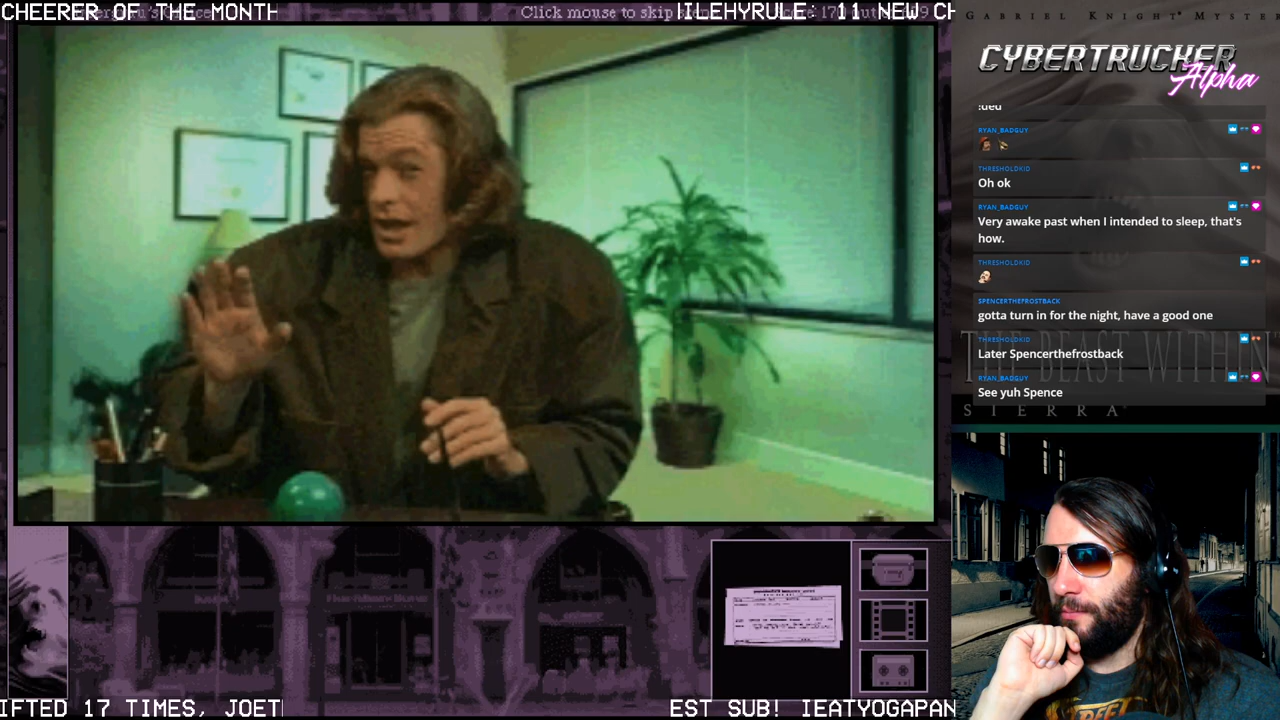 CHEERER OF THE MONTH
Click mouse to skip
HYRULE: 11 NEW
GABRIEL KNIGHT MYSTER
CYBERTRUCKER
Alpha
!ded
RYAN_BADGUY
THRESHOLDKID
Oh ok
RYAN_BADGUY
Very awake past when I intended to sleep, that's
how.
THRESHOLDKID
SPENCERTHEFROSTBACK
gotta turn in for the night, have a good one
THRESHOLDKID
Later Spencerthefrostback
RYAN_BADGUY
See yuh Spence
THE BEAST WITHIN
SIERRA
IFTED 17 TIMES, JOET
EST SUB! IEATYOGAPAN